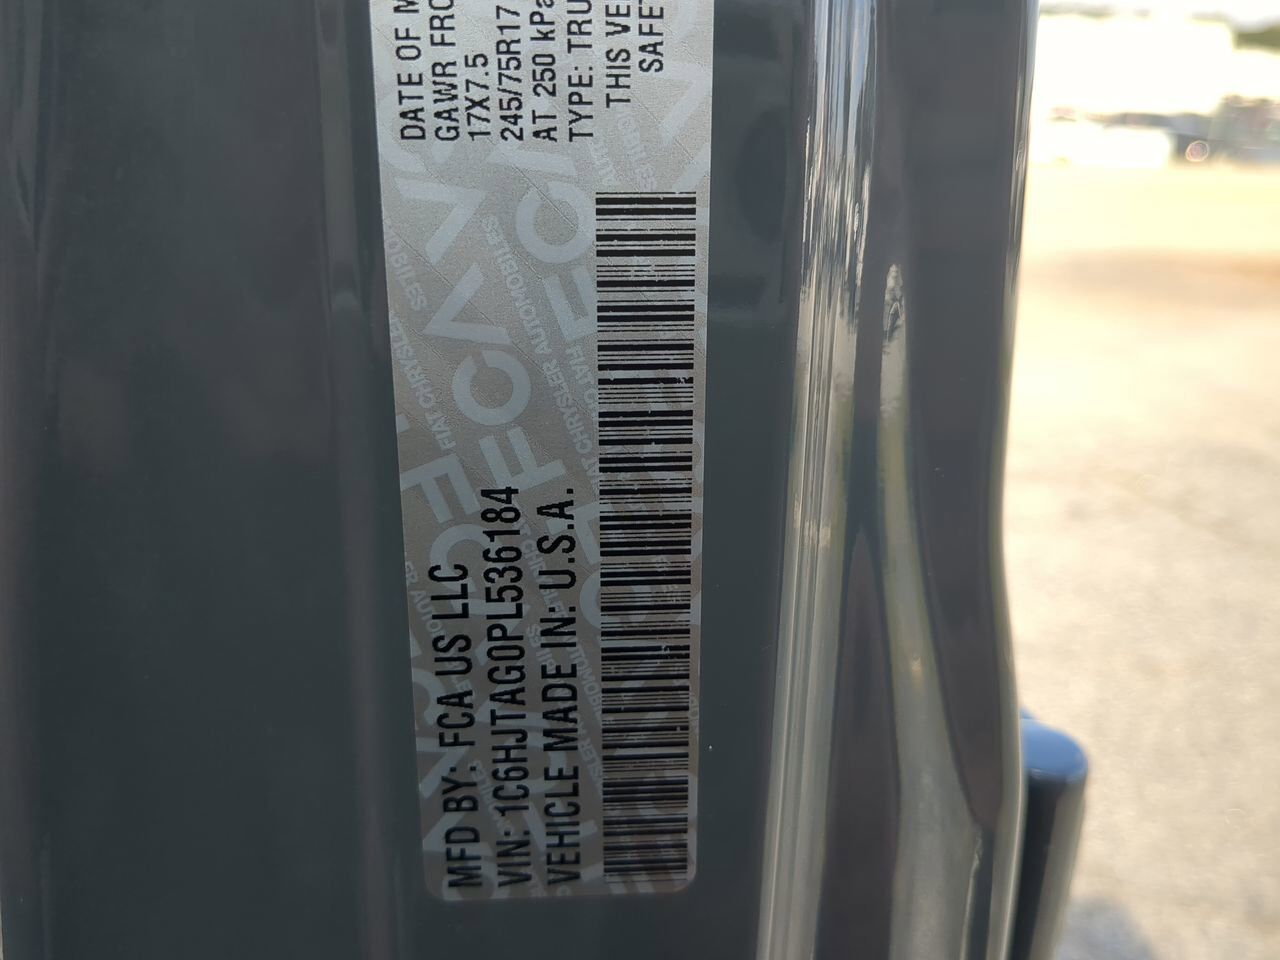 MFD BY: FCA US LLC
VIN: 1C6HJTAG0PL536184
VEHICLE MADE IN: U.S.A.
DATE OF M
GAWR FRO
17X7.5
245/75R17
AT 250 kPa
TYPE: TRU
THIS VE
SAFET